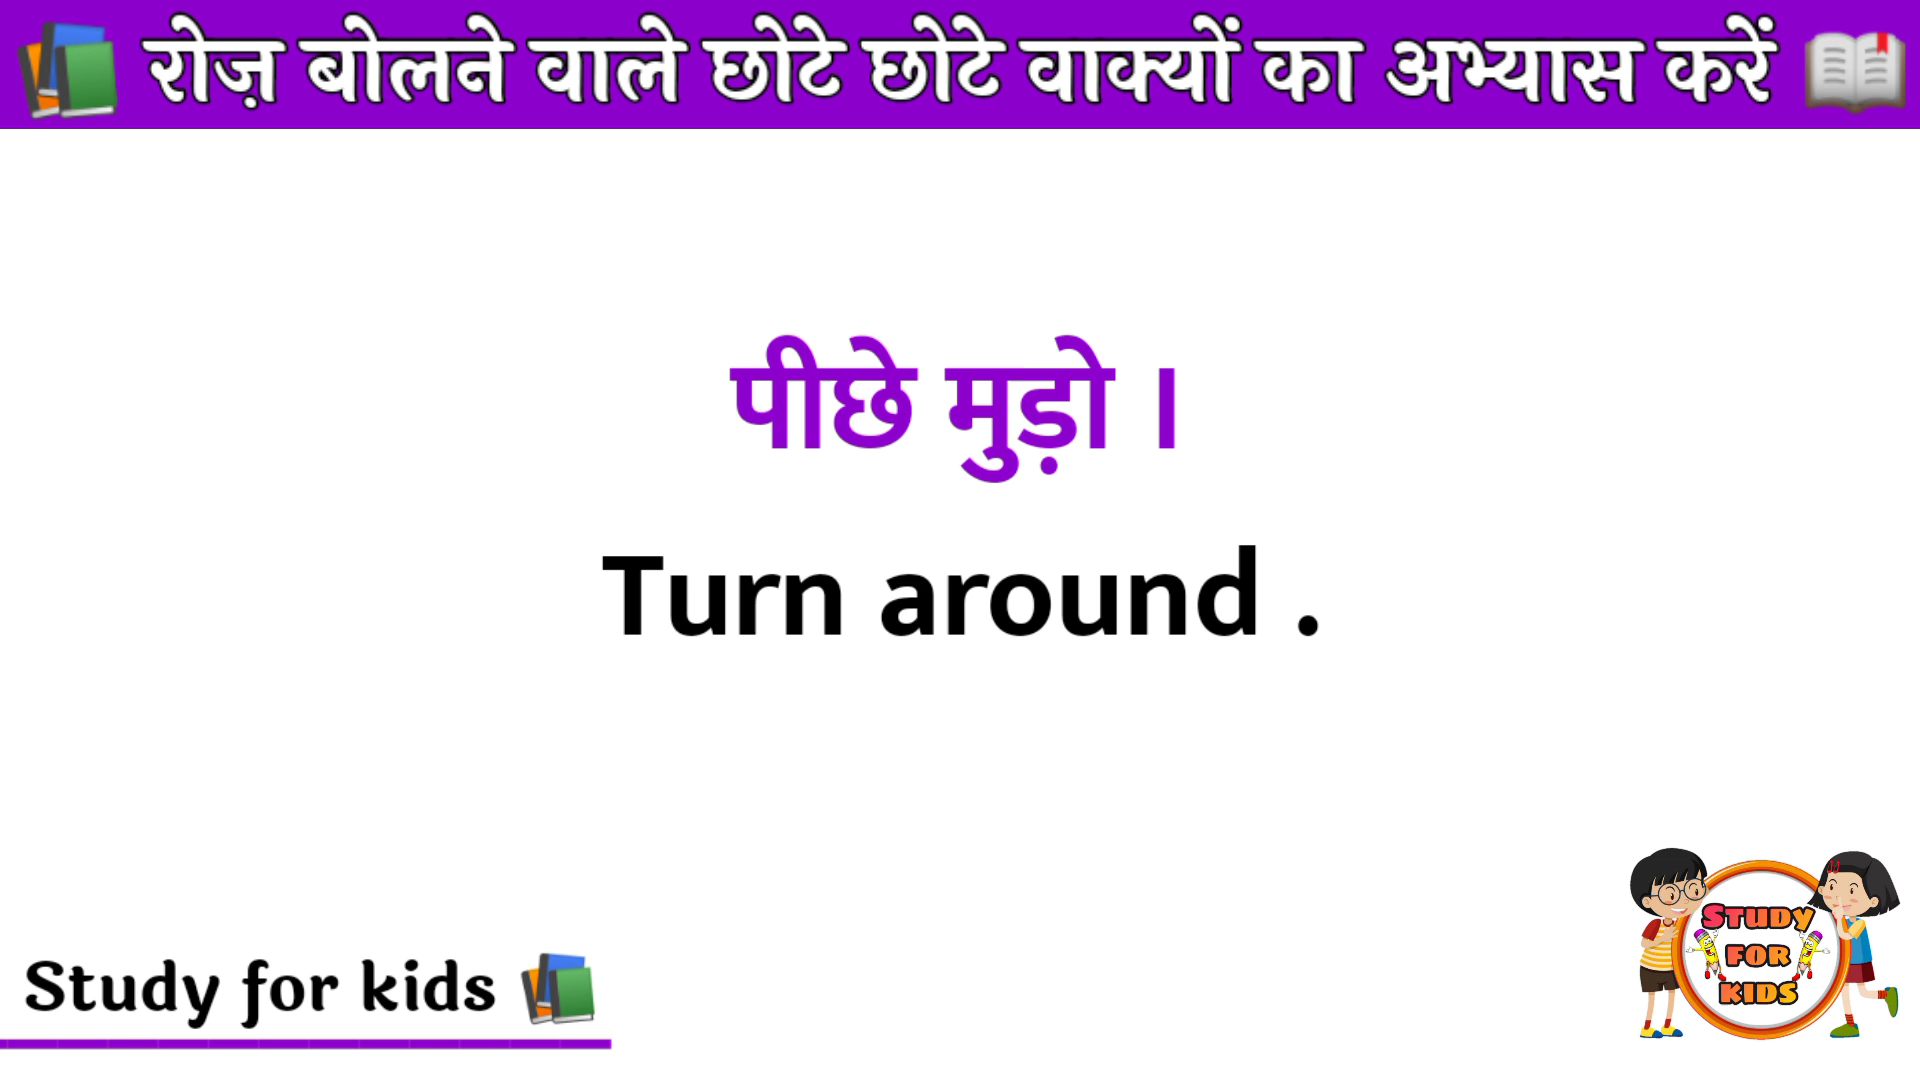 📚 रोज़ बोलने वाले छोटे छोटे वाक्यों का अभ्यास करें 📖
पीछे मुड़ो ।
Turn around .
Study for kids 📚
STUDY
FOR
KIDS